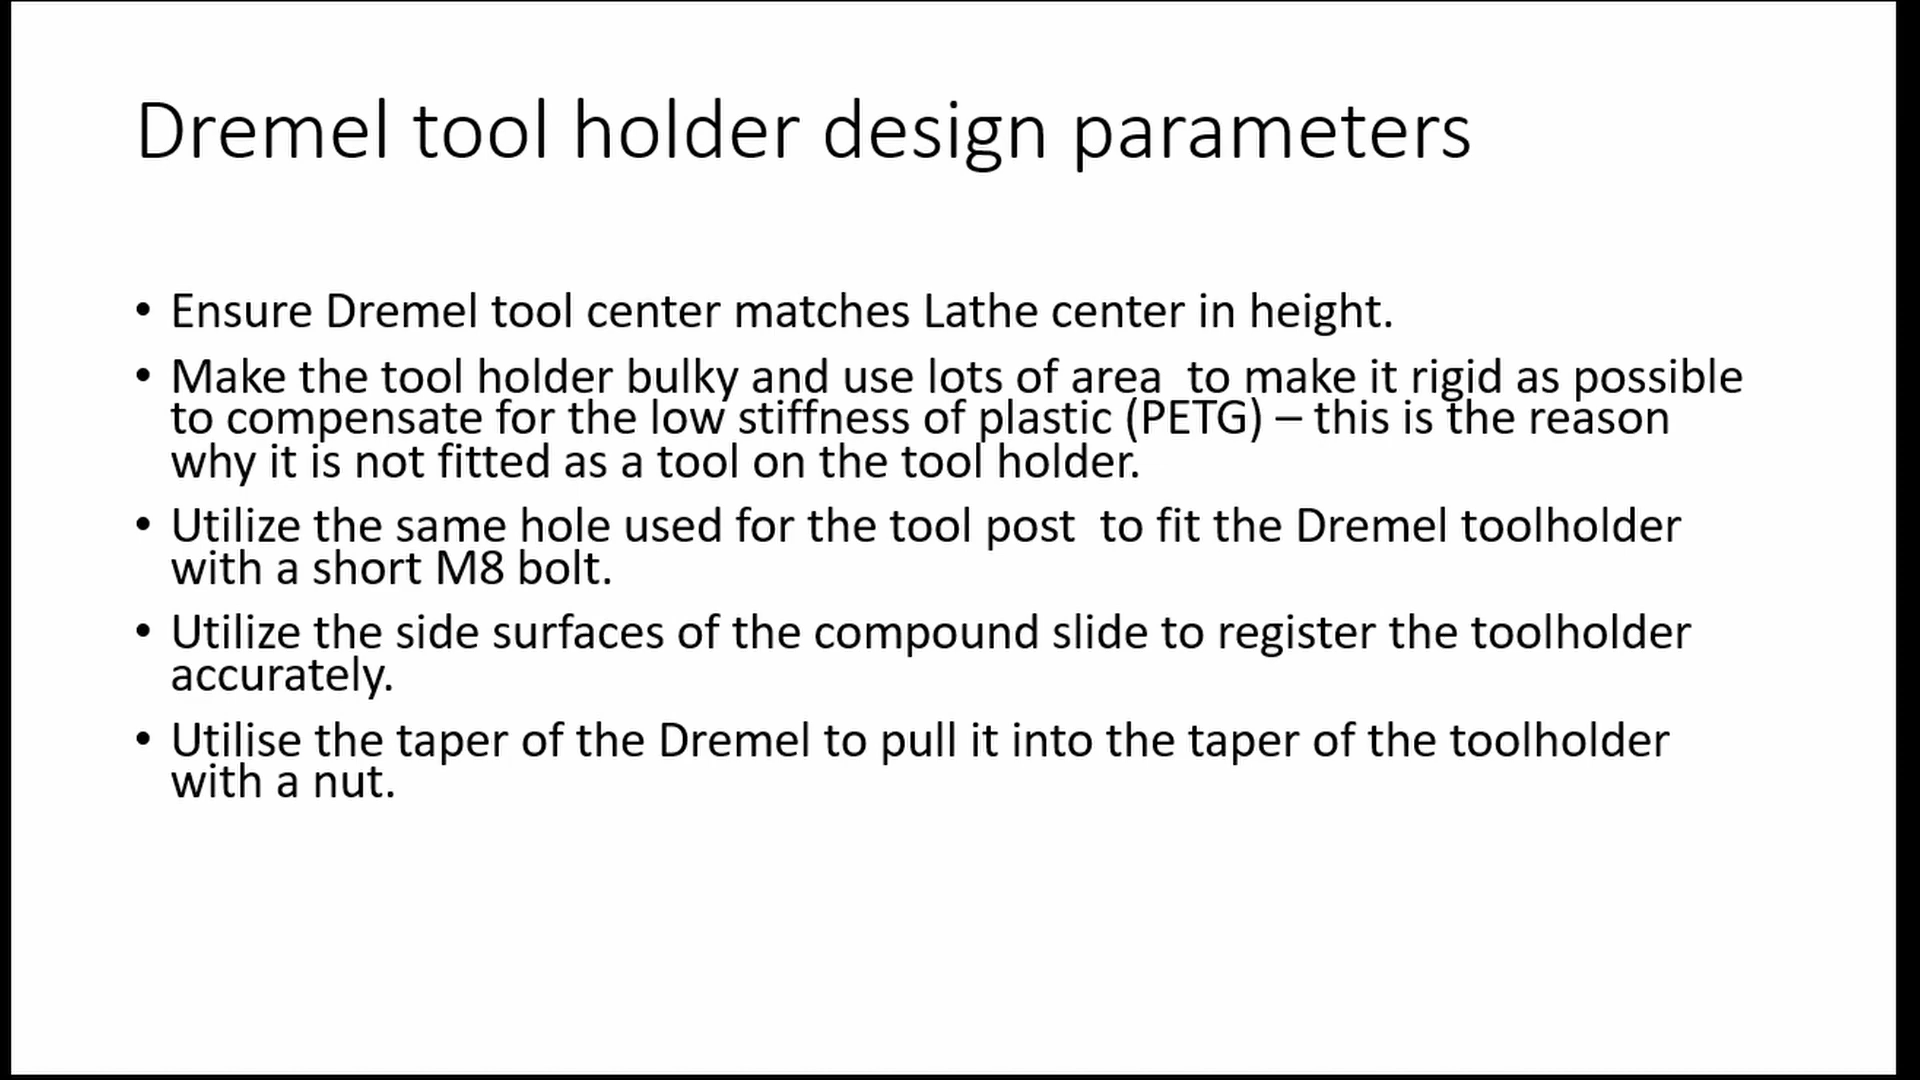 Dremel tool holder design parameters
• Ensure Dremel tool center matches Lathe center in height.
• Make the tool holder bulky and use lots of area  to make it rigid as possible
to compensate for the low stiffness of plastic (PETG) – this is the reason
why it is not fitted as a tool on the tool holder.
• Utilize the same hole used for the tool post  to fit the Dremel toolholder
with a short M8 bolt.
• Utilize the side surfaces of the compound slide to register the toolholder
accurately.
• Utilise the taper of the Dremel to pull it into the taper of the toolholder
with a nut.